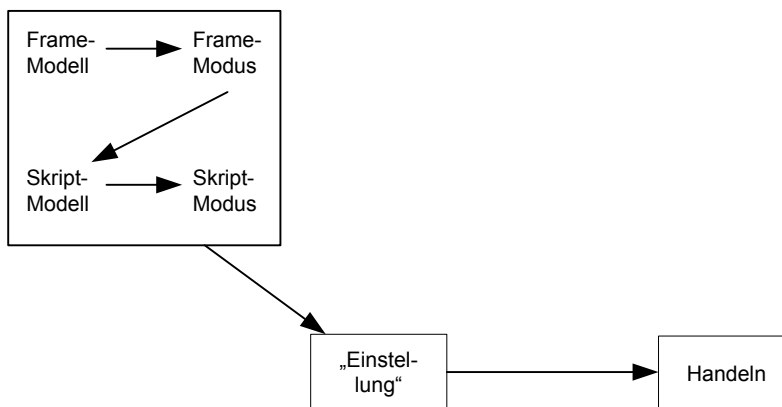 Frame-
Modell
Frame-
Modus
Skript-
Modell
Skript-
Modus
„Einstel-
lung“
Handeln